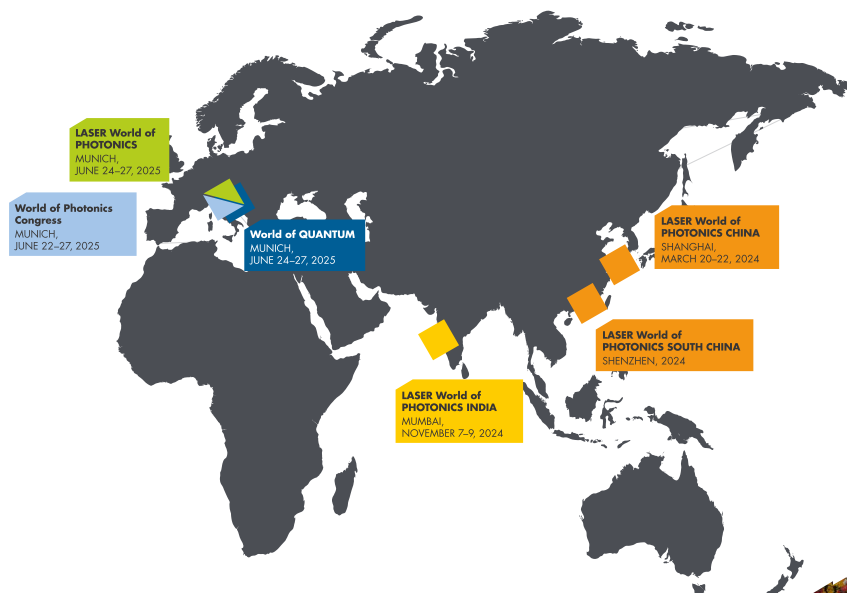 LASER World of
PHOTONICS
MUNICH,
JUNE 24–27, 2025
World of Photonics
Congress
MUNICH,
JUNE 22–27, 2025
World of QUANTUM
MUNICH,
JUNE 24–27, 2025
LASER World of
PHOTONICS CHINA
SHANGHAI,
MARCH 20–22, 2024
LASER World of
PHOTONICS SOUTH CHINA
SHENZHEN, 2024
LASER World of
PHOTONICS INDIA
MUMBAI,
NOVEMBER 7–9, 2024